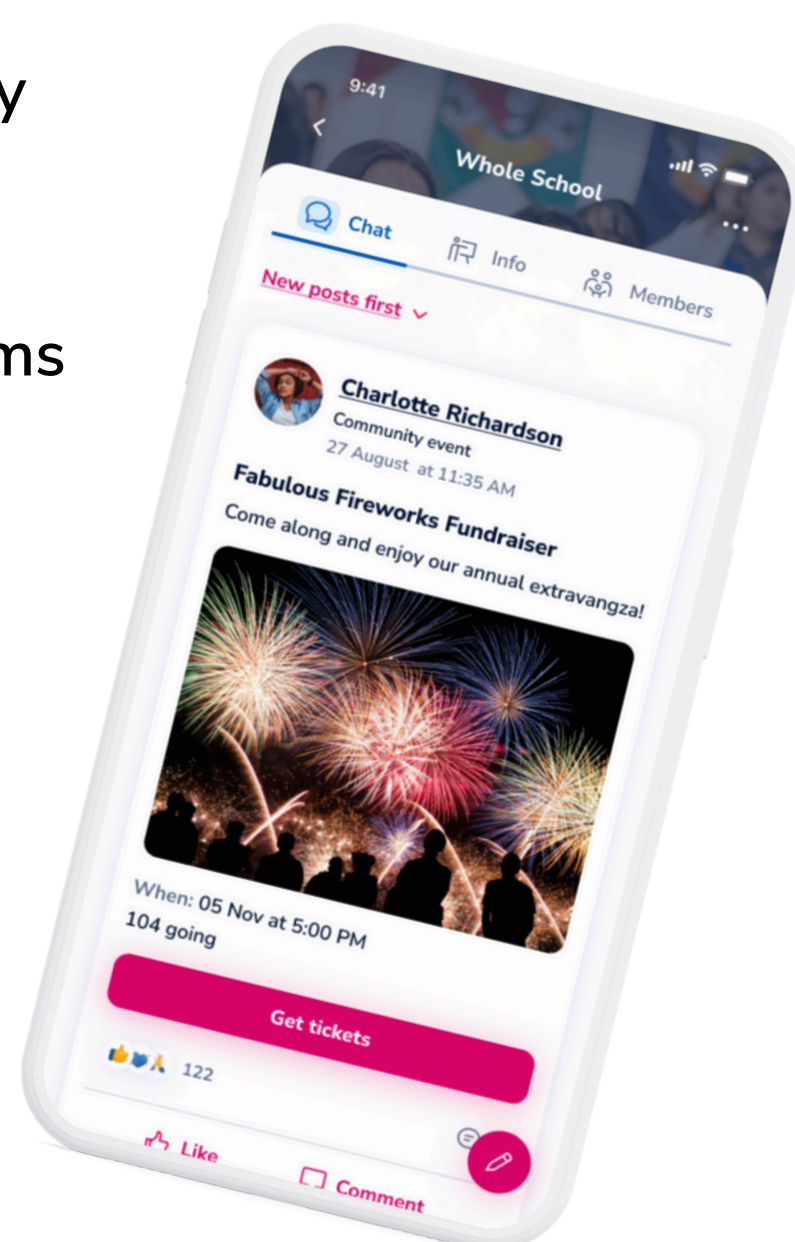 y
ms
9:41
Whole School
Chat
Info
Members
New posts first
Charlotte Richardson
Community event
27 August at 11:35 AM
Fabulous Fireworks Fundraiser
Come along and enjoy our annual extravangza!
When: 05 Nov at 5:00 PM
104 going
Get tickets
122
Like
Comment